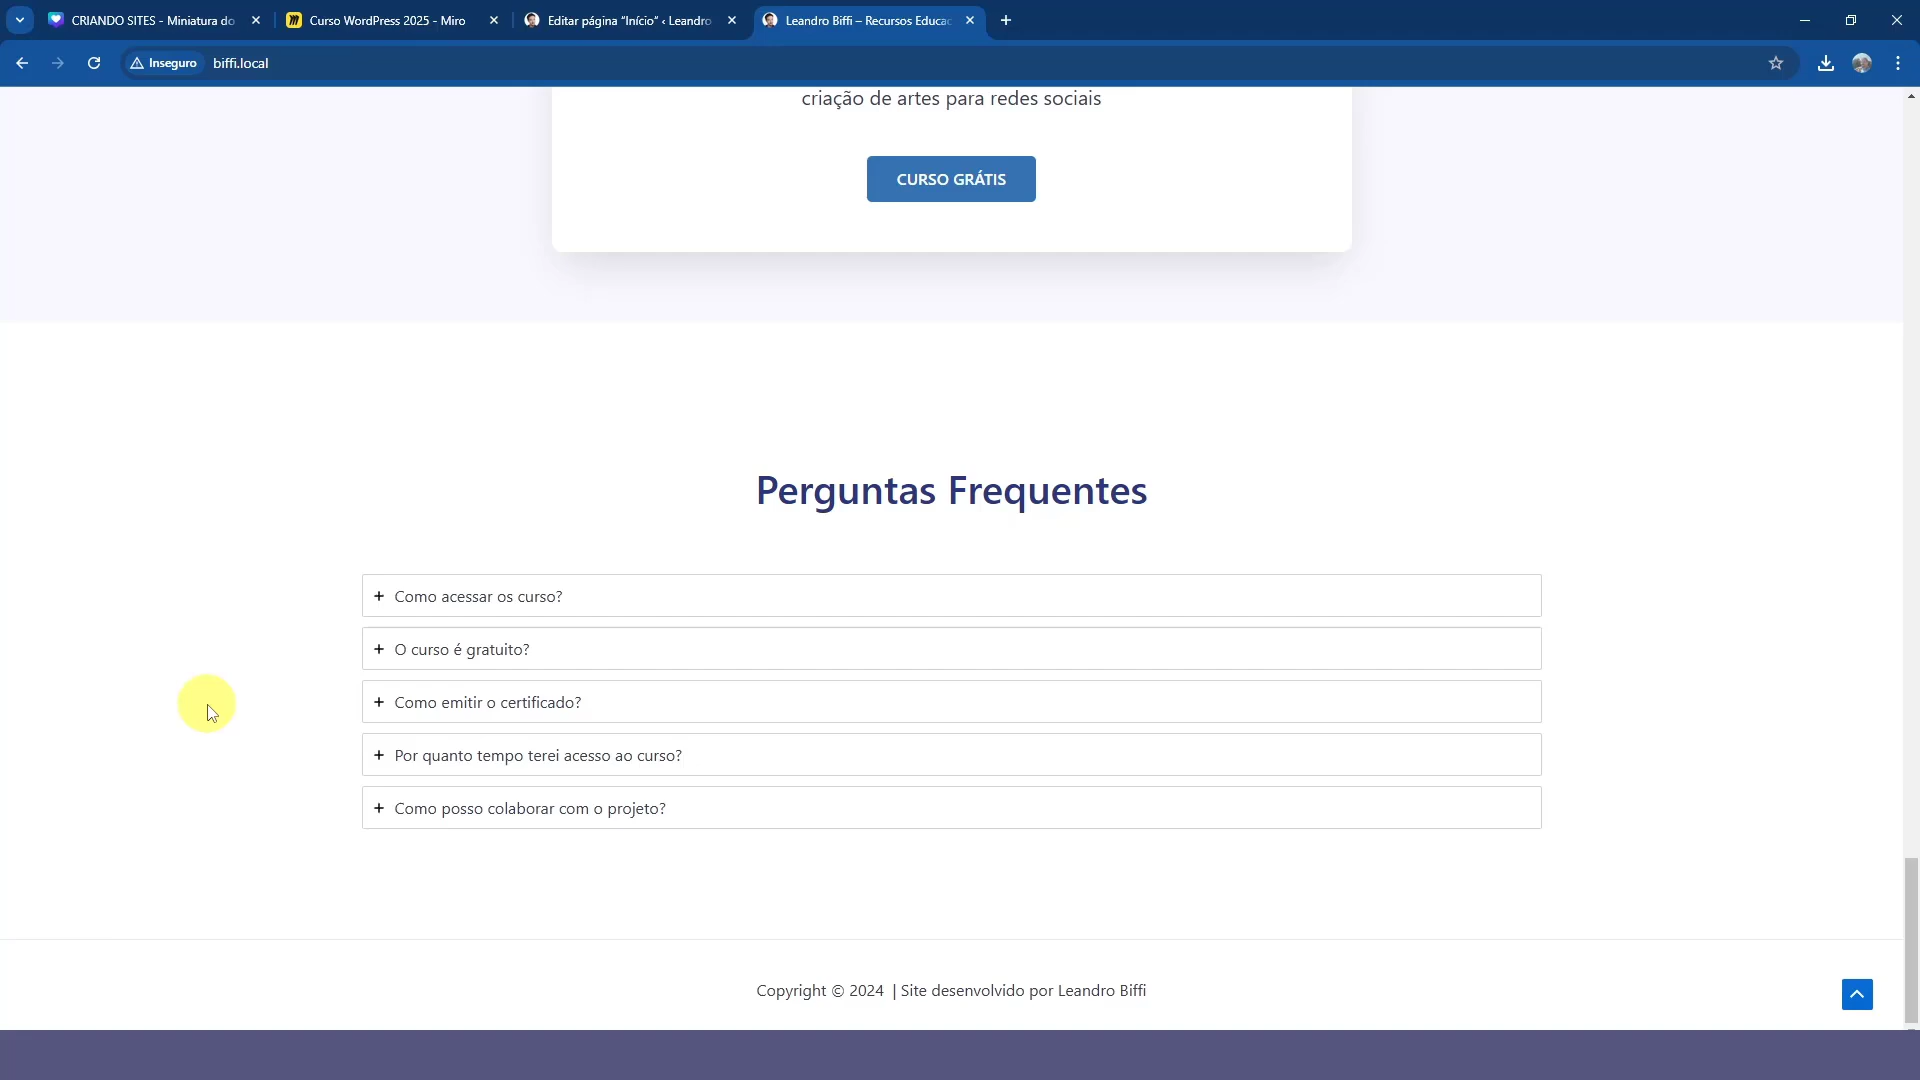 CRIANDO SITES - Miniatura do
Curso WordPress 2025 - Miro
Editar página “Início” ‹ Leandro
Leandro Biffi – Recursos Educac
Inseguro
biffi.local
criação de artes para redes sociais
CURSO GRÁTIS
Perguntas Frequentes
+ Como acessar os curso?
+ O curso é gratuito?
+ Como emitir o certificado?
+ Por quanto tempo terei acesso ao curso?
+ Como posso colaborar com o projeto?
Copyright © 2024 | Site desenvolvido por Leandro Biffi